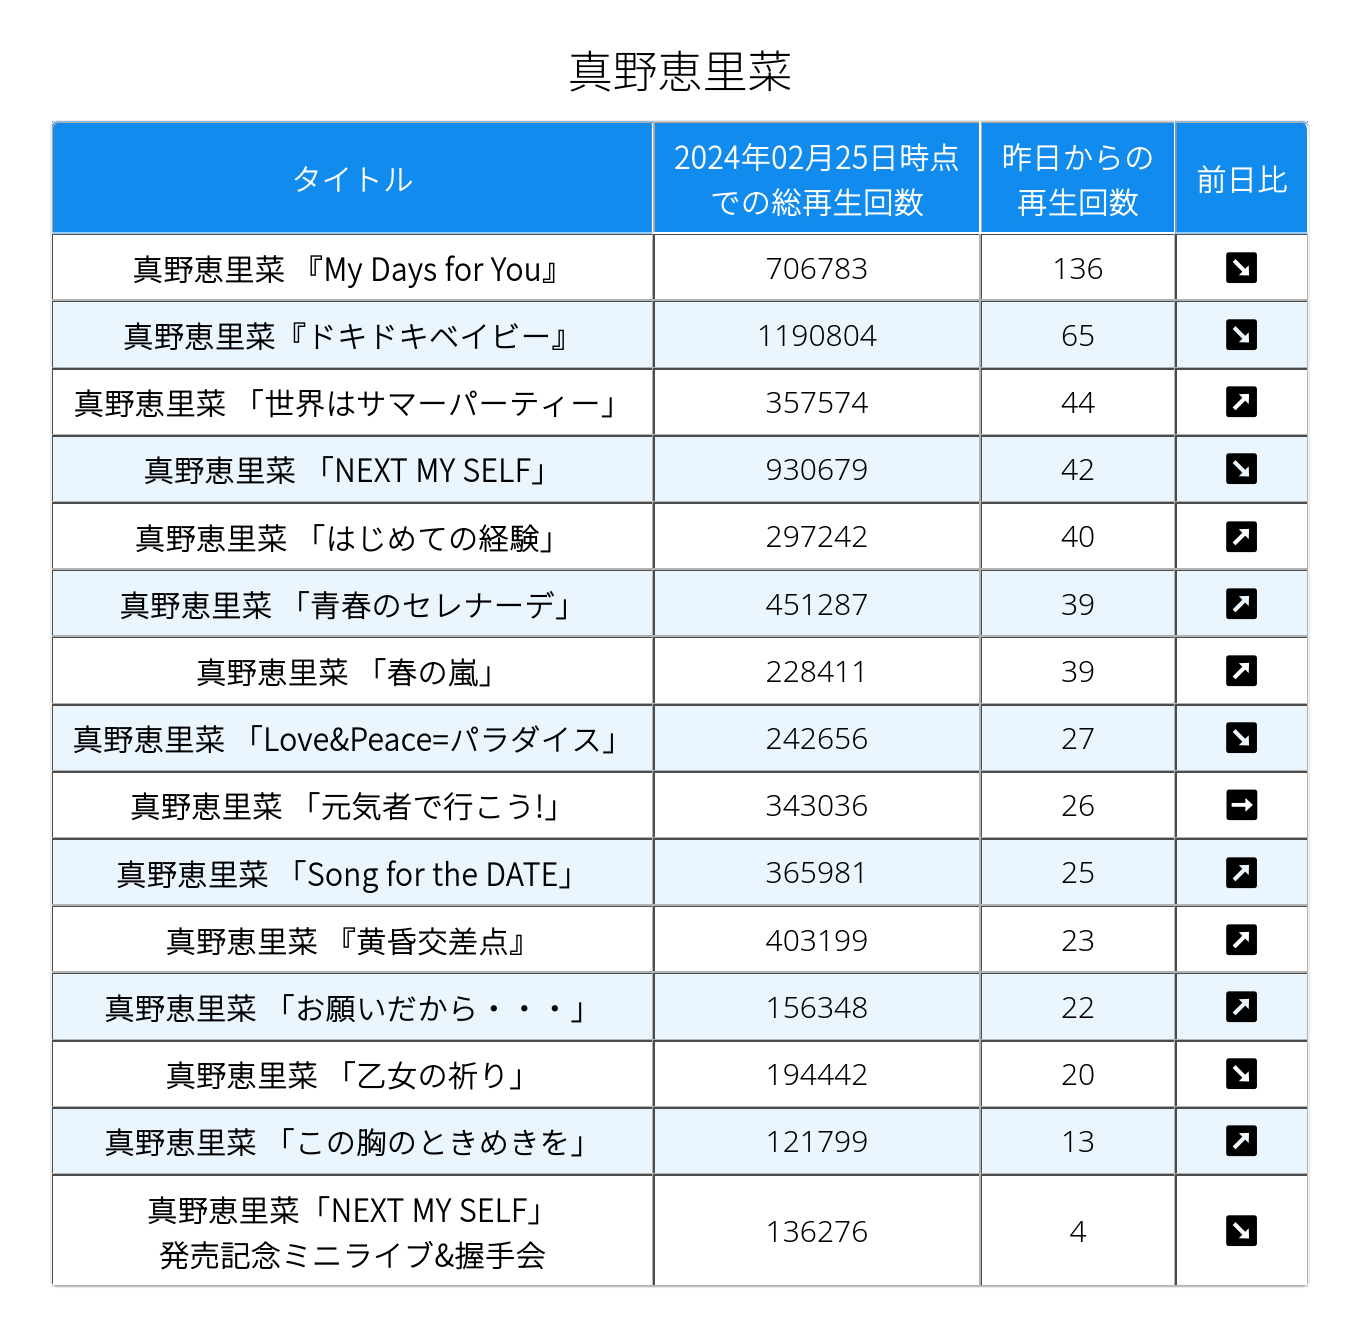 真野恵里菜
タイトル
2024年02月25日時点
での総再生回数
昨日からの
再生回数
前日比
真野恵里菜 『My Days for You』 706783 136 ↘
真野恵里菜『ドキドキベイビー』 1190804 65 ↘
真野恵里菜 「世界はサマーパーティー」 357574 44 ↗
真野恵里菜 「NEXT MY SELF」 930679 42 ↘
真野恵里菜 「はじめての経験」 297242 40 ↗
真野恵里菜 「青春のセレナーデ」 451287 39 ↗
真野恵里菜 「春の嵐」 228411 39 ↗
真野恵里菜 「Love&Peace=パラダイス」 242656 27 ↘
真野恵里菜 「元気者で行こう!」 343036 26 →
真野恵里菜 「Song for the DATE」 365981 25 ↗
真野恵里菜 『黄昏交差点』 403199 23 ↗
真野恵里菜 「お願いだから・・・」 156348 22 ↗
真野恵里菜 「乙女の祈り」 194442 20 ↘
真野恵里菜 「この胸のときめきを」 121799 13 ↗
真野恵里菜「NEXT MY SELF」
発売記念ミニライブ&握手会 136276 4 ↘